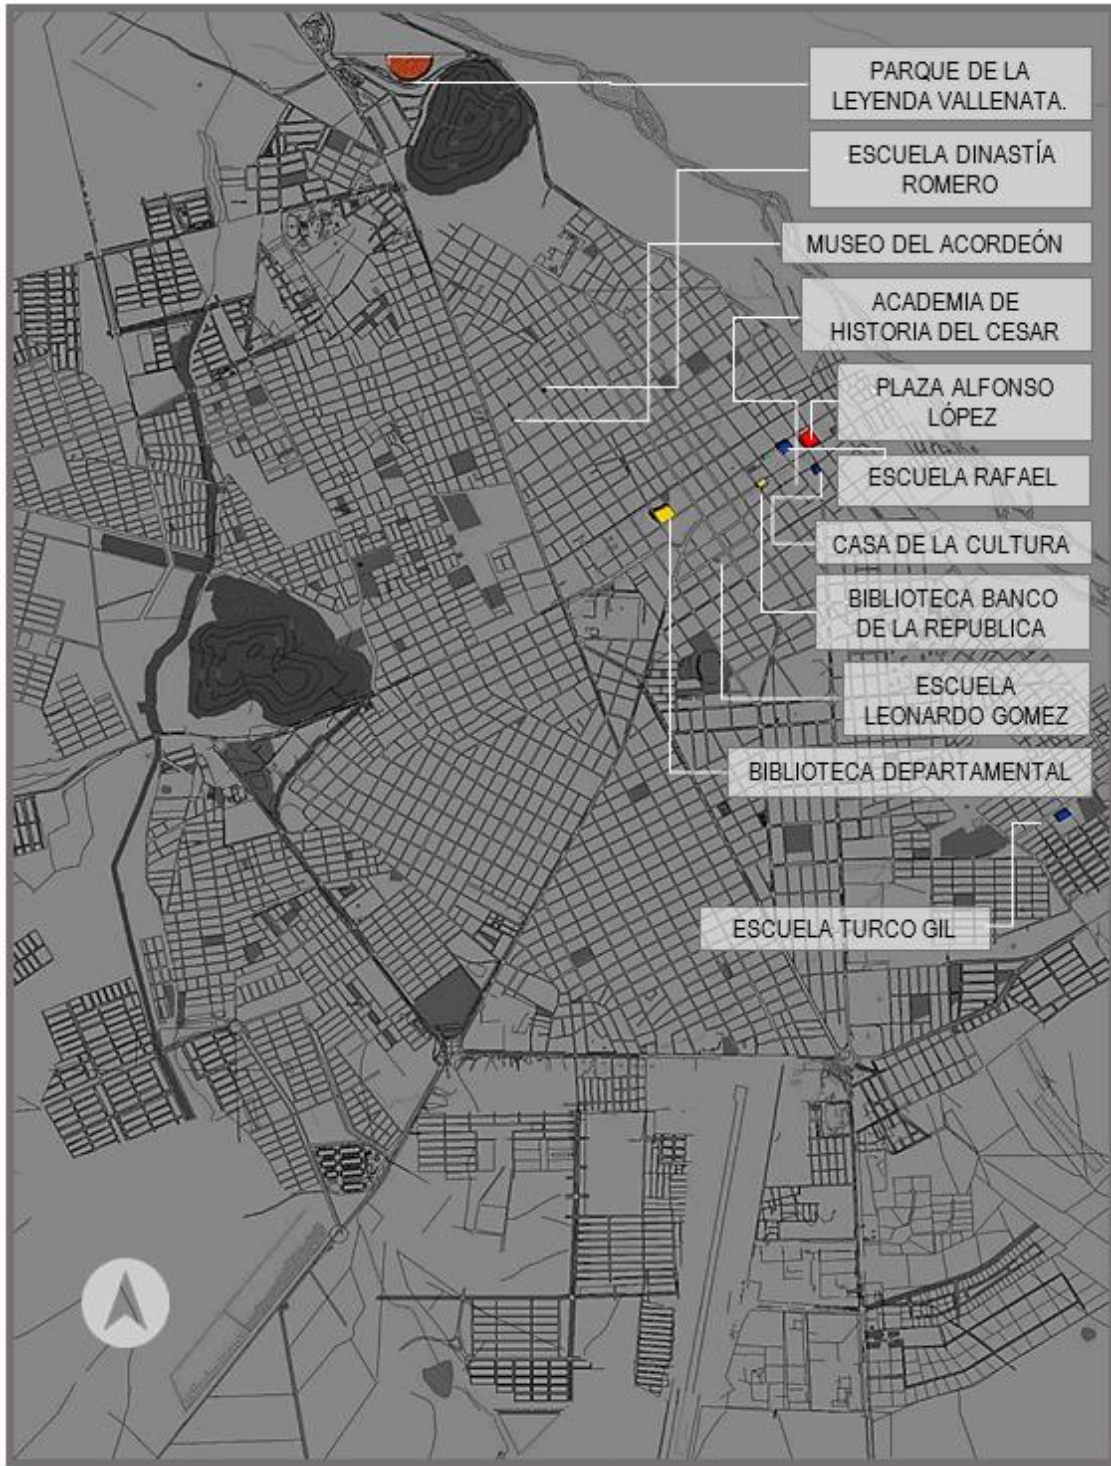 PARQUE DE LA
LEYENDA VALLENATA.
ESCUELA DINASTÍA
ROMERO
MUSEO DEL ACORDEÓN
ACADEMIA DE
HISTORIA DEL CESAR
PLAZA ALFONSO
LÓPEZ
ESCUELA RAFAEL
CASA DE LA CULTURA
BIBLIOTECA BANCO
DE LA REPUBLICA
ESCUELA
LEONARDO GOMEZ
BIBLIOTECA DEPARTAMENTAL
ESCUELA TURCO GIL